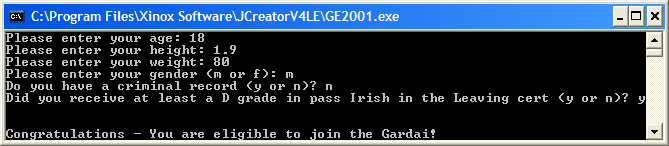 C:\Program Files\Xinox Software\JCreatorV4LE\GE2001.exe
Please enter your age: 18
Please enter your height: 1.9
Please enter your weight: 80
Please enter your gender (m or f): m
Do you have a criminal record (y or n)? n
Did you receive at least a D grade in pass Irish in the Leaving cert (y or n)? y
Congratulations - You are eligible to join the Gardai!